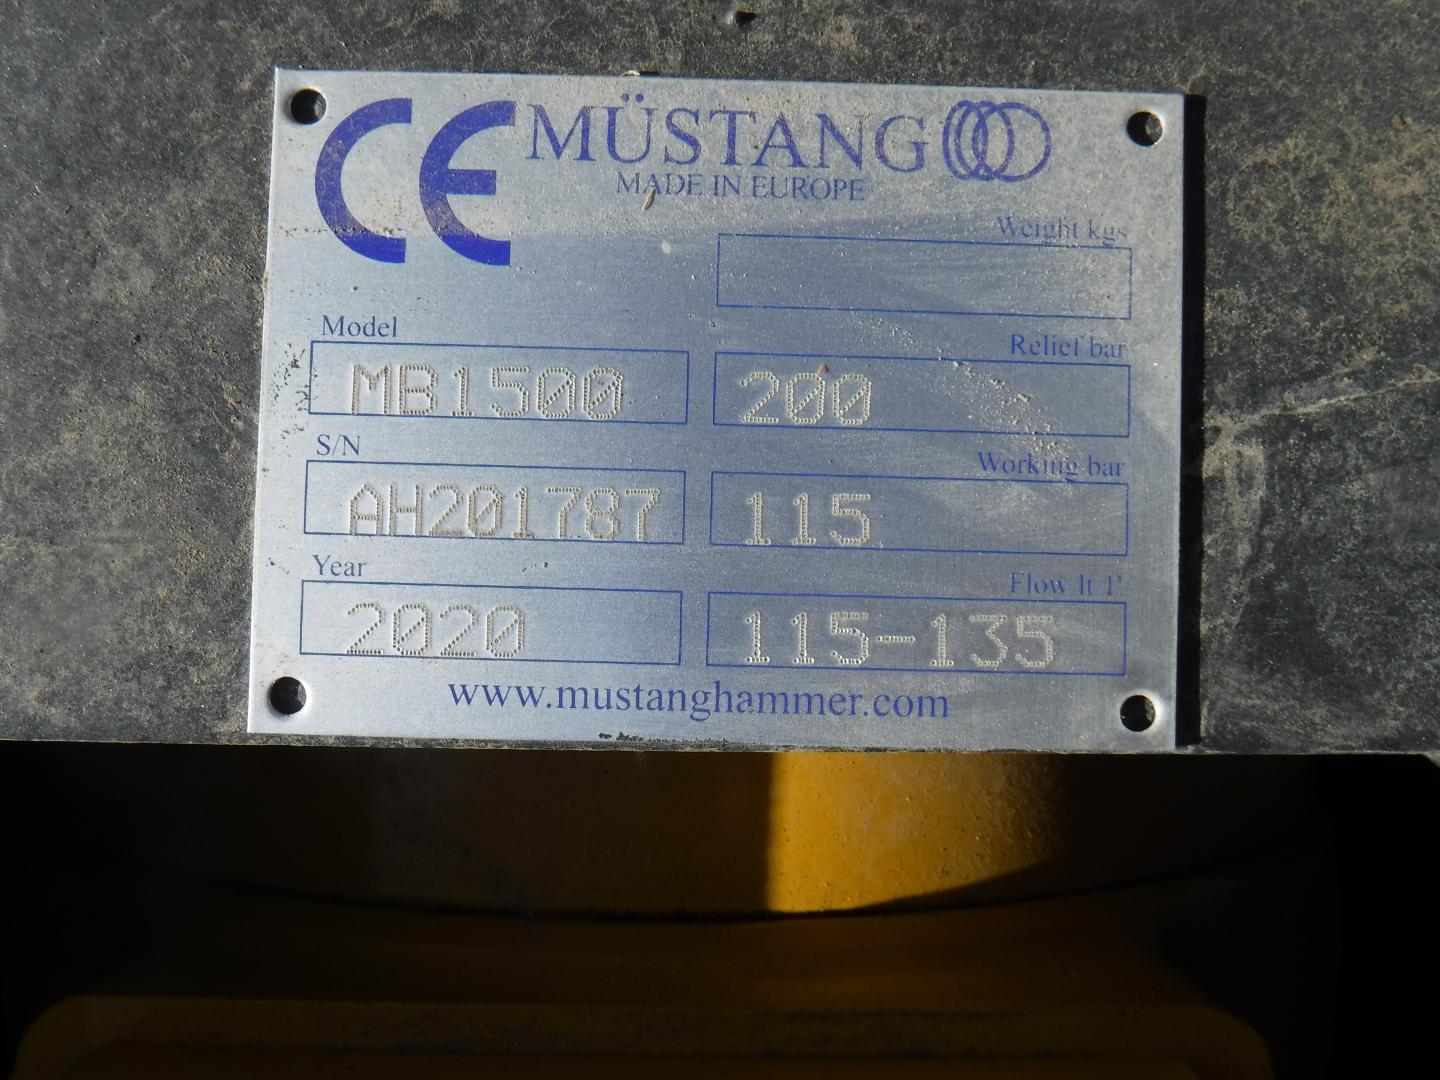 CE MÜSTANG
MADE IN EUROPE
Weight kgs
Model
MB1500
Relief bar
200
S/N
AH201787
Working bar
115
Year
2020
Flow lt 1'
115-135
www.mustanghammer.com